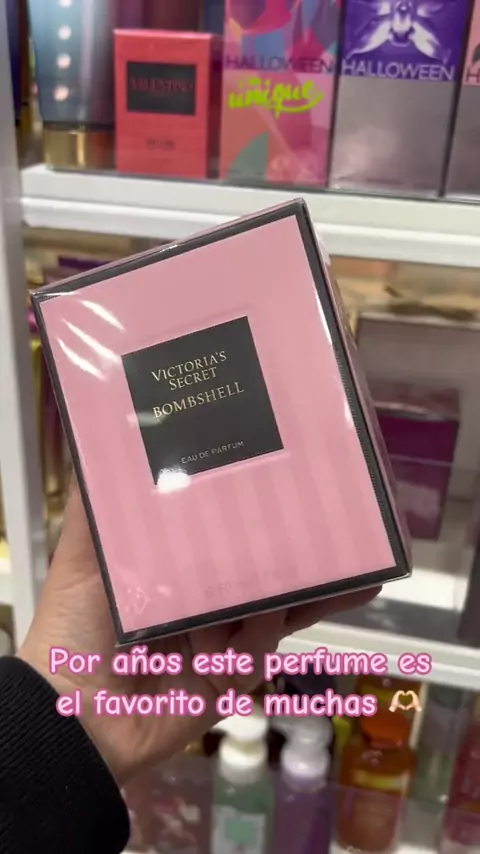 VALENTINO
HALLOWEEN
unique
HALLOWEEN
VICTORIA'S
SECRET
BOMBSHELL
EAU DE PARFUM
Por años este perfume es
el favorito de muchas 🫶🏻